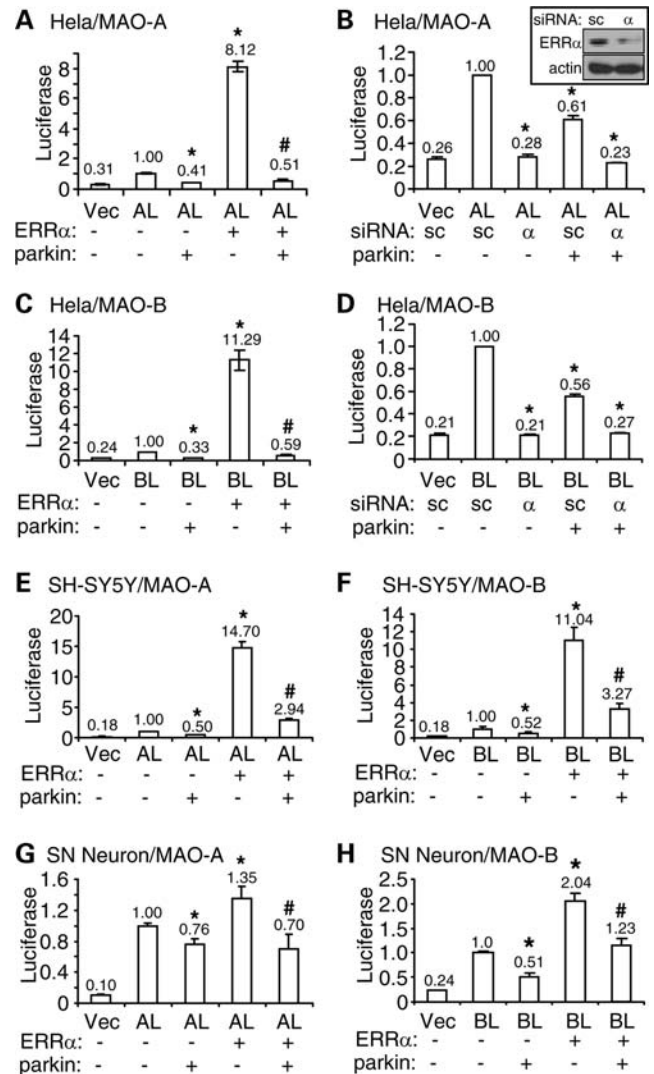 A Hela/MAO-A
Luciferase
8
6
4
2
0
0.31
1.00
*
0.41
*
8.12
#
0.51
Vec AL AL AL AL
ERRα: - - - + +
parkin: - - + - +
B Hela/MAO-A
siRNA: sc α
ERRα
actin
Luciferase
1.2
1.0
0.8
0.6
0.4
0.2
0
0.26
1.00
*
0.28
*
0.61
*
0.23
Vec AL AL AL AL
siRNA: sc sc α sc α
parkin: - - - + +
C Hela/MAO-B
Luciferase
14
12
10
8
6
4
2
0
0.24
1.00
*
0.33
*
11.29
#
0.59
Vec BL BL BL BL
ERRα: - - - + +
parkin: - - + - +
D Hela/MAO-B
Luciferase
1.2
1.0
0.8
0.6
0.4
0.2
0
0.21
1.00
*
0.21
*
0.56
*
0.27
Vec BL BL BL BL
siRNA: sc sc α sc α
parkin: - - - + +
E SH-SY5Y/MAO-A
Luciferase
20
15
10
5
0
0.18
1.00
*
0.50
*
14.70
#
2.94
Vec AL AL AL AL
ERRα: - - - + +
parkin: - - + - +
F SH-SY5Y/MAO-B
Luciferase
14
12
10
8
6
4
2
0
0.18
1.00
*
0.52
*
11.04
#
3.27
Vec BL BL BL BL
ERRα: - - - + +
parkin: - - + - +
G SN Neuron/MAO-A
Luciferase
1.6
1.2
0.8
0.4
0
0.10
1.00
*
0.76
*
1.35
#
0.70
Vec AL AL AL AL
ERRα: - - - + +
parkin: - - + - +
H SN Neuron/MAO-B
Luciferase
2.5
2.0
1.5
1.0
0.5
0
0.24
1.0
*
0.51
*
2.04
#
1.23
Vec BL BL BL BL
ERRα: - - - + +
parkin: - - + - +